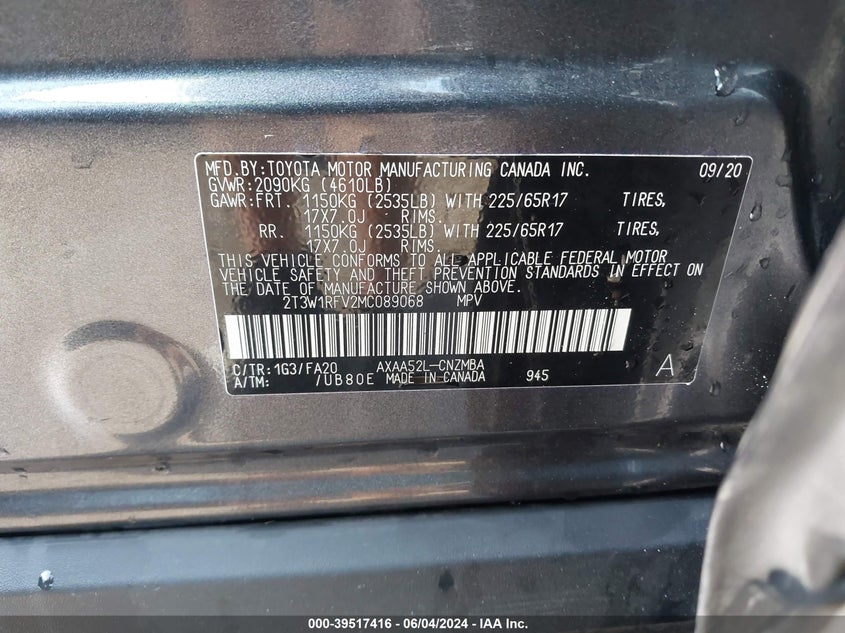 MFD.BY:TOYOTA MOTOR MANUFACTURING CANADA INC. 09/20
GVWR:2090KG (4610LB)
GAWR:FRT. 1150KG (2535LB) WITH 225/65R17 TIRES,
17X7.0J RIMS.
RR. 1150KG (2535LB) WITH 225/65R17 TIRES,
17X7.0J RIMS.
THIS VEHICLE CONFORMS TO ALL APPLICABLE FEDERAL MOTOR
VEHICLE SAFETY AND THEFT PREVENTION STANDARDS IN EFFECT ON
THE DATE OF MANUFACTURE SHOWN ABOVE.
2T3W1RFV2MC089068 MPV
C/TR:1G3/FA20 AXAA52L-CNZMBA
A/TM: /UB80E MADE IN CANADA 945 A
000-39517416 - 06/04/2024 - IAA Inc.